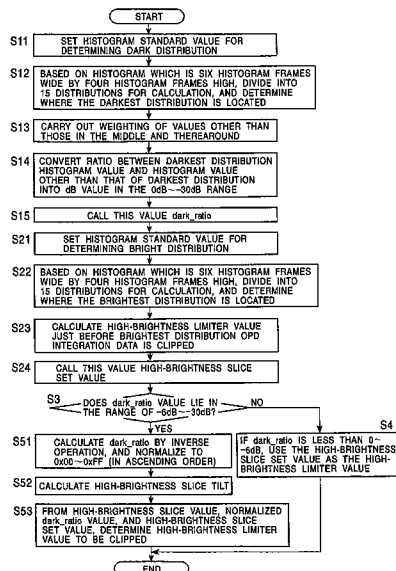 START
S11
SET HISTOGRAM STANDARD VALUE FOR
DETERMINING DARK DISTRIBUTION
S12
BASED ON HISTOGRAM WHICH IS SIX HISTOGRAM FRAMES
WIDE BY FOUR HISTOGRAM FRAMES HIGH, DIVIDE INTO
15 DISTRIBUTIONS FOR CALCULATION, AND DETERMINE
WHERE THE DARKEST DISTRIBUTION IS LOCATED
S13
CARRY OUT WEIGHTING OF VALUES OTHER THAN
THOSE IN THE MIDDLE AND THEREAROUND
S14
CONVERT RATIO BETWEEN DARKEST DISTRIBUTION
HISTOGRAM VALUE AND HISTOGRAM VALUE
OTHER THAN THAT OF DARKEST DISTRIBUTION
INTO dB VALUE IN THE 0dB~-30dB RANGE
S15
CALL THIS VALUE dark_ratio
S21
SET HISTOGRAM STANDARD VALUE FOR
DETERMINING BRIGHT DISTRIBUTION
S22
BASED ON HISTOGRAM WHICH IS SIX HISTOGRAM FRAMES
WIDE BY FOUR HISTOGRAM FRAMES HIGH, DIVIDE INTO
15 DISTRIBUTIONS FOR CALCULATION, AND DETERMINE
WHERE THE BRIGHTEST DISTRIBUTION IS LOCATED
S23
CALCULATE HIGH-BRIGHTNESS LIMITER VALUE
JUST BEFORE BRIGHTEST DISTRIBUTION OPD
INTEGRATION DATA IS CLIPPED
S24
CALL THIS VALUE HIGH-BRIGHTNESS SLICE
SET VALUE
S3
DOES dark_ratio VALUE LIE IN
THE RANGE OF -6dB~-30dB?
NO
YES
S4
IF dark_ratio IS LESS THAN 0~
-6dB, USE THE HIGH-BRIGHTNESS
SLICE SET VALUE AS THE HIGH-
BRIGHTNESS LIMITER VALUE
S51
CALCULATE dark_ratio BY INVERSE
OPERATION, AND NORMALIZE TO
0x00~0xFF (IN ASCENDING ORDER)
S52
CALCULATE HIGH-BRIGHTNESS SLICE TILT
S53
FROM HIGH-BRIGHTNESS SLICE VALUE, NORMALIZED
dark_ratio VALUE, AND HIGH-BRIGHTNESS SLICE
SET VALUE, DETERMINE HIGH-BRIGHTNESS LIMITER
VALUE TO BE CLIPPED
END